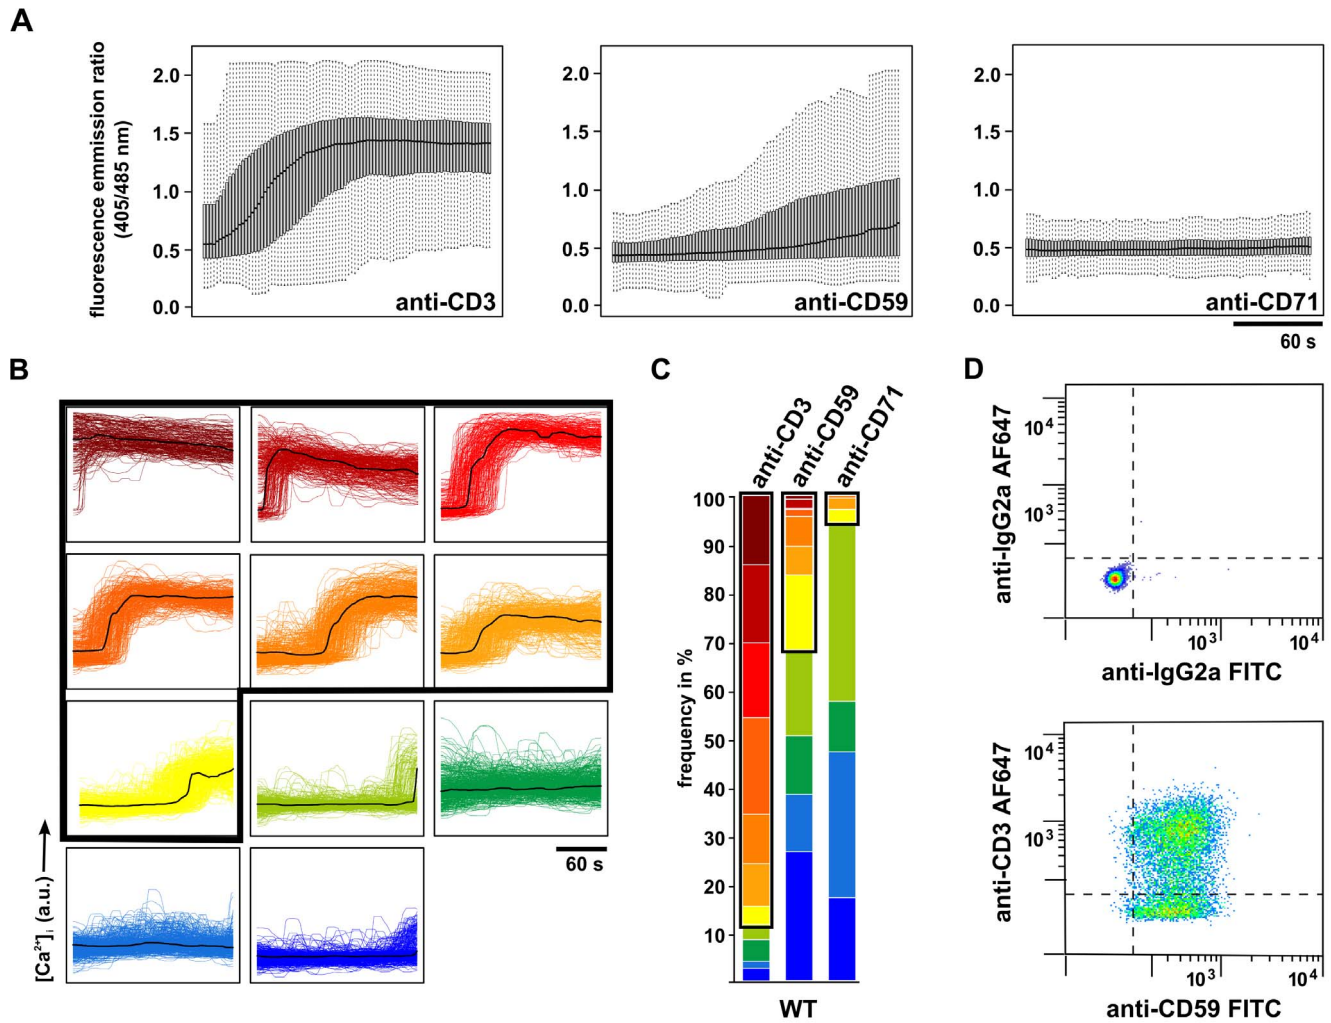 A
fluorescence emmission ratio
(405/485 nm)
2.0
1.5
1.0
0.5
0.0
anti-CD3
2.0
1.5
1.0
0.5
0.0
anti-CD59
2.0
1.5
1.0
0.5
0.0
anti-CD71
60 s
B
[Ca²⁺]i (a.u.)
60 s
C
anti-CD3
anti-CD59
anti-CD71
frequency in %
100
90
80
70
60
50
40
30
20
10
WT
D
anti-IgG2a AF647
10⁴
10³
10³
10⁴
anti-IgG2a FITC
anti-CD3 AF647
10⁴
10³
10³
10⁴
anti-CD59 FITC